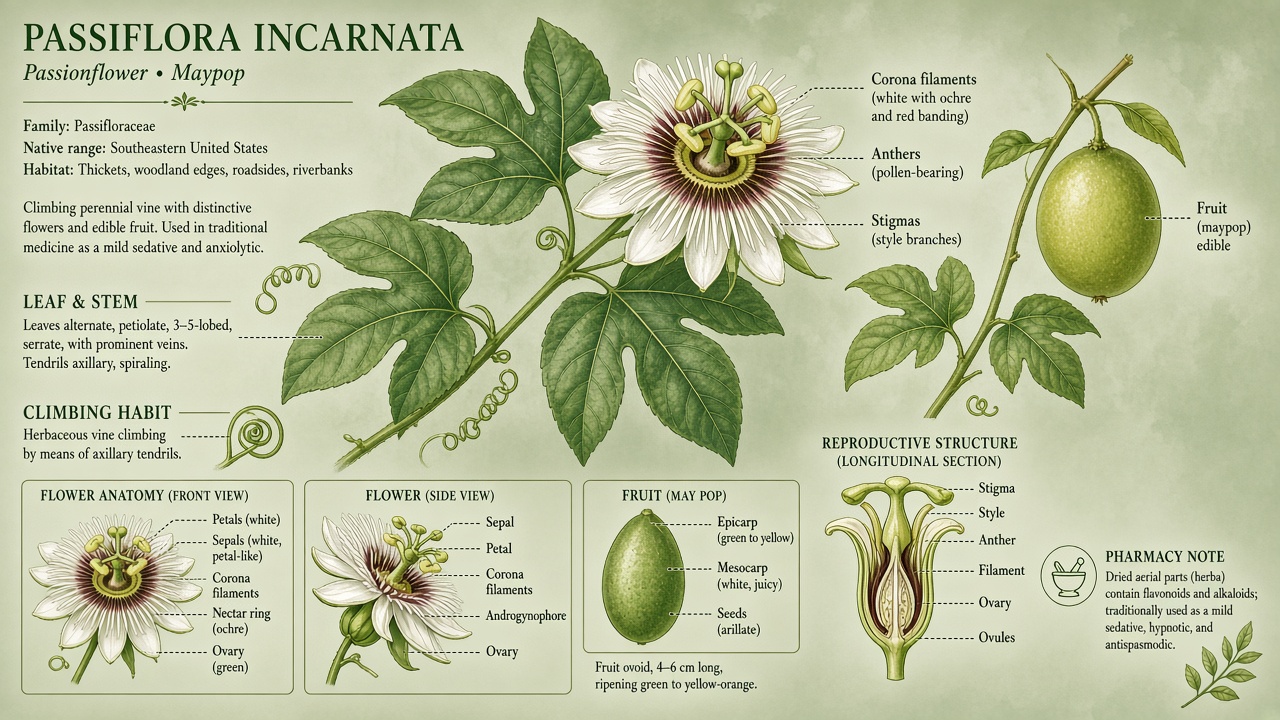 PASSIFLORA INCARNATA
Passionflower • Maypop
Family: Passifloraceae
Native range: Southeastern United States
Habitat: Thickets, woodland edges, roadsides, riverbanks
Climbing perennial vine with distinctive
flowers and edible fruit. Used in traditional
medicine as a mild sedative and anxiolytic.
LEAF & STEM
Leaves alternate, petiolate, 3–5-lobed,
serrate, with prominent veins.
Tendrils axillary, spiraling.
CLIMBING HABIT
Herbaceous vine climbing
by means of axillary tendrils.
Corona filaments
(white with ochre
and red banding)
Anthers
(pollen-bearing)
Stigmas
(style branches)
Fruit
(maypop)
edible
FLOWER ANATOMY (FRONT VIEW)
Petals (white)
Sepals (white,
petal-like)
Corona
filaments
Nectar ring
(ochre)
Ovary
(green)
FLOWER (SIDE VIEW)
Sepal
Petal
Corona
filaments
Androgynophore
Ovary
FRUIT (MAY POP)
Epicarp
(green to yellow)
Mesocarp
(white, juicy)
Seeds
(arillate)
Fruit ovoid, 4–6 cm long,
ripening green to yellow-orange.
REPRODUCTIVE STRUCTURE
(LONGITUDINAL SECTION)
Stigma
Style
Anther
Filament
Ovary
Ovules
PHARMACY NOTE
Dried aerial parts (herba)
contain flavonoids and alkaloids;
traditionally used as a mild
sedative, hypnotic, and
antispasmodic.